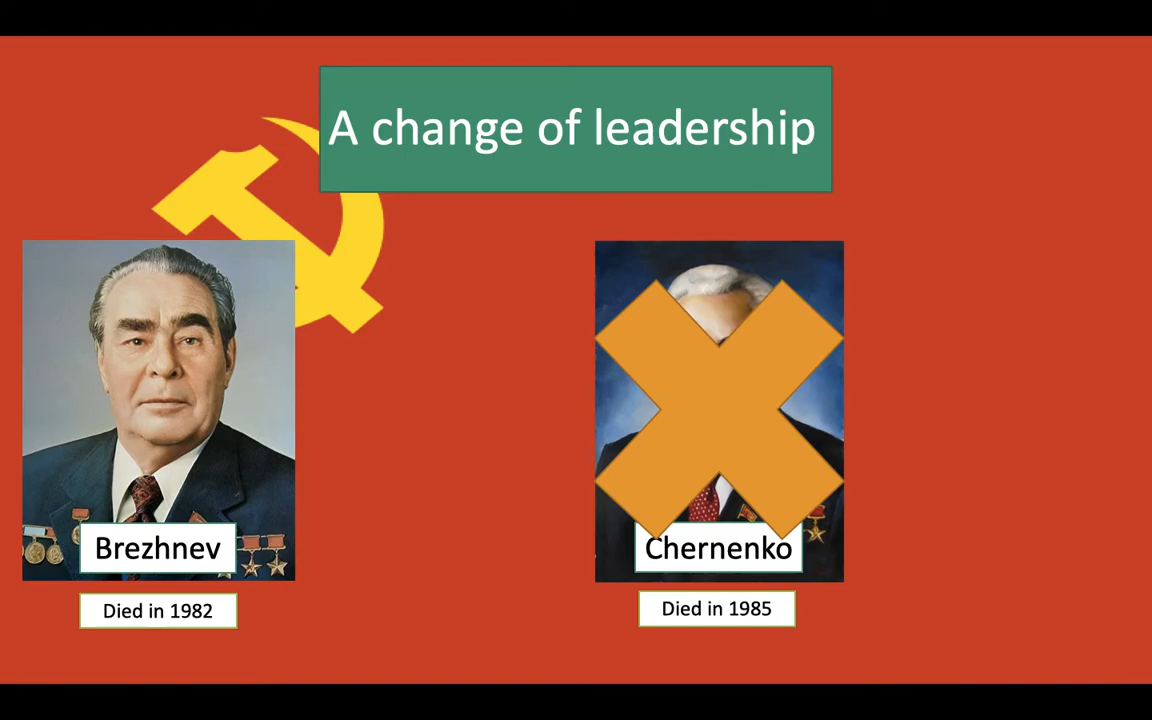 A change of leadership
Brezhnev
Chernenko
Died in 1982
Died in 1985